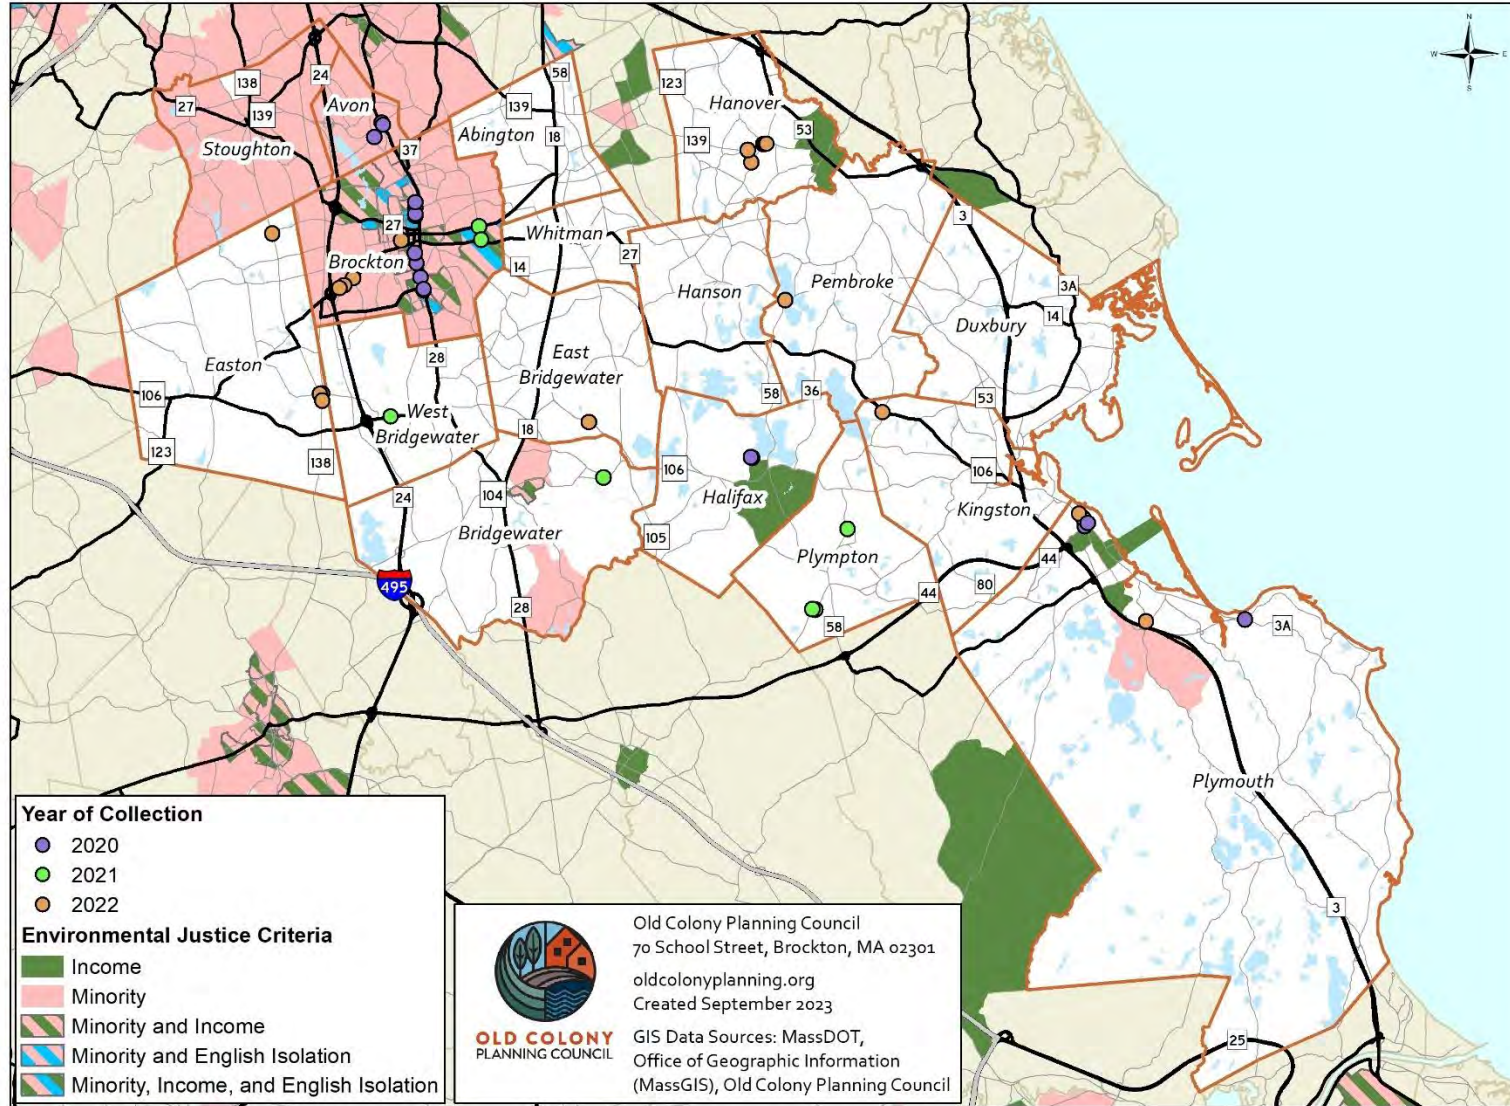 N
W
E
S
58
24
138
123
Hanover
27
139
Avon
139
Abington
18
53
139
Stoughton
37
3
27
Whitman
27
Brockton
14
Hanson
Pembroke
3A
14
Duxbury
28
East
Bridgewater
Easton
106
58
36
53
West
Bridgewater
18
123
138
106
106
24
104
Halifax
Kingston
Bridgewater
105
Plympton
44
495
80
44
28
58
3A
Plymouth
3
25
Year of Collection
2020
2021
2022
Environmental Justice Criteria
Income
Minority
Minority and Income
Minority and English Isolation
Minority, Income, and English Isolation
OLD COLONY
PLANNING COUNCIL
Old Colony Planning Council
70 School Street, Brockton, MA 02301
oldcolonyplanning.org
Created September 2023
GIS Data Sources: MassDOT,
Office of Geographic Information
(MassGIS), Old Colony Planning Council